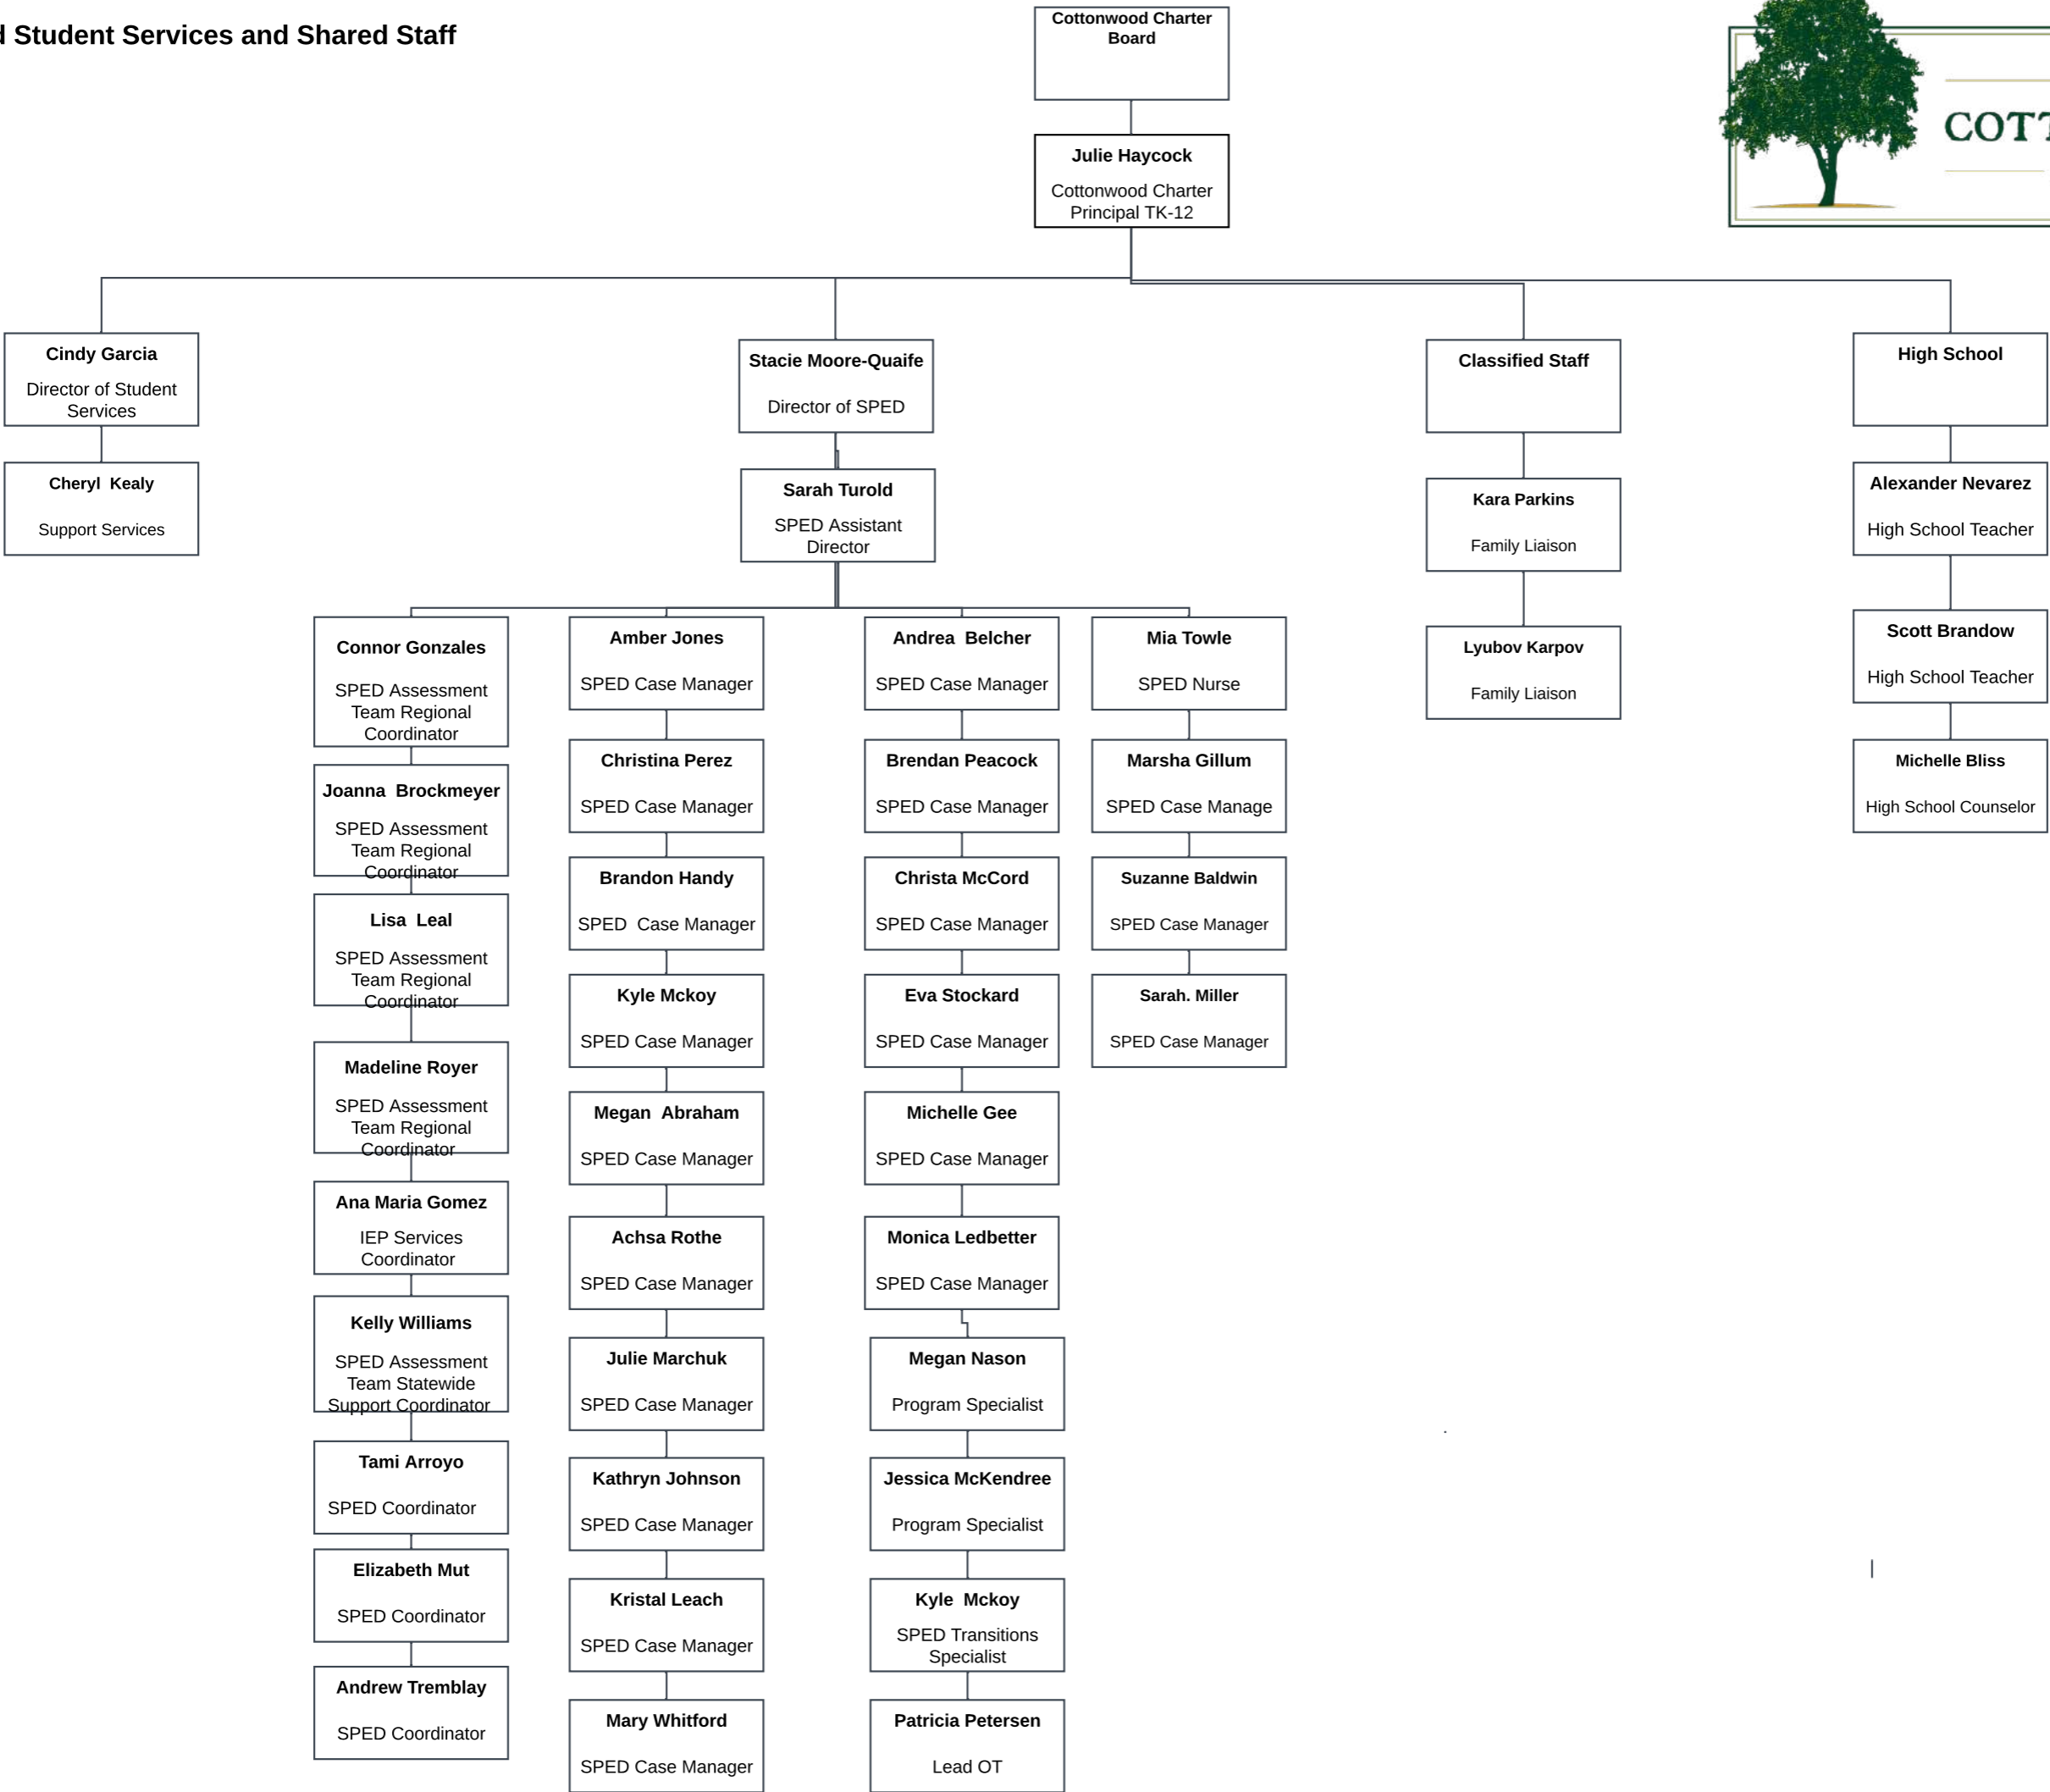 Student Services and Shared Staff
Cottonwood Charter
Board
Julie Haycock
Cottonwood Charter
Principal TK-12
Cindy Garcia
Director of Student
Services
Cheryl  Kealy
Support Services
Stacie Moore-Quaife
Director of SPED
Sarah Turold
SPED Assistant
Director
Connor Gonzales
SPED Assessment
Team Regional
Coordinator
Joanna  Brockmeyer
SPED Assessment
Team Regional
Coordinator
Lisa  Leal
SPED Assessment
Team Regional
Coordinator
Madeline Royer
SPED Assessment
Team Regional
Coordinator
Ana Maria Gomez
IEP Services
Coordinator
Kelly Williams
SPED Assessment
Team Statewide
Support Coordinator
Tami Arroyo
SPED Coordinator
Elizabeth Mut
SPED Coordinator
Andrew Tremblay
SPED Coordinator
Amber Jones
SPED Case Manager
Christina Perez
SPED Case Manager
Brandon Handy
SPED  Case Manager
Kyle Mckoy
SPED Case Manager
Megan  Abraham
SPED Case Manager
Achsa Rothe
SPED Case Manager
Julie Marchuk
SPED Case Manager
Kathryn Johnson
SPED Case Manager
Kristal Leach
SPED Case Manager
Mary Whitford
SPED Case Manager
Andrea  Belcher
SPED Case Manager
Brendan Peacock
SPED Case Manager
Christa McCord
SPED Case Manager
Eva Stockard
SPED Case Manager
Michelle Gee
SPED Case Manager
Monica Ledbetter
SPED Case Manager
Megan Nason
Program Specialist
Jessica McKendree
Program Specialist
Kyle  Mckoy
SPED Transitions
Specialist
Patricia Petersen
Lead OT
Mia Towle
SPED Nurse
Marsha Gillum
SPED Case Manage
Suzanne Baldwin
SPED Case Manager
Sarah. Miller
SPED Case Manager
Classified Staff
Kara Parkins
Family Liaison
Lyubov Karpov
Family Liaison
High School
Alexander Nevarez
High School Teacher
Scott Brandow
High School Teacher
Michelle Bliss
High School Counselor